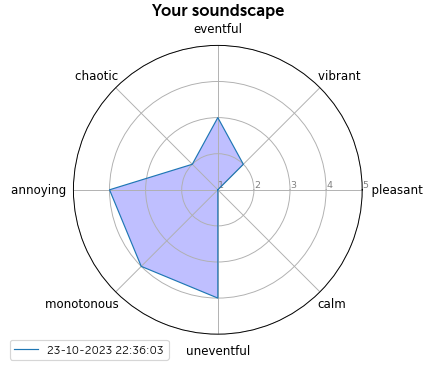 Your soundscape
eventful
chaotic
vibrant
annoying
1 2 3 4 5
pleasant
monotonous
calm
23-10-2023 22:36:03
uneventful